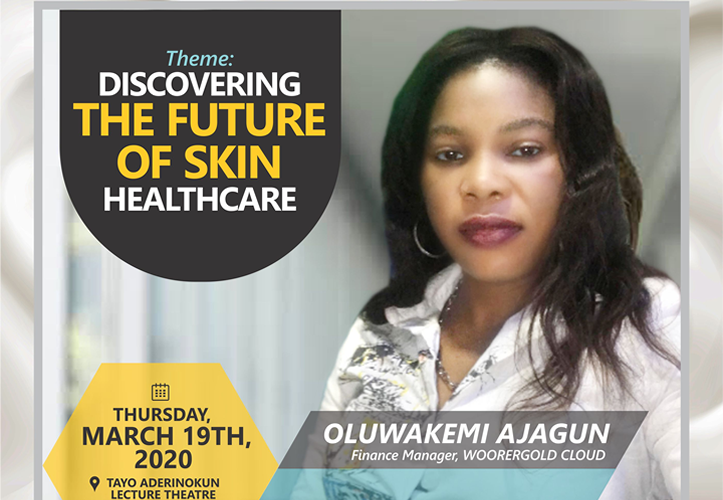 Theme:
DISCOVERING
THE FUTURE
OF SKIN
HEALTHCARE
THURSDAY,
MARCH 19TH,
2020
TAYO ADERINOKUN
LECTURE THEATRE
OLUWAKEMI AJAGUN
Finance Manager, WOORERGOLD CLOUD